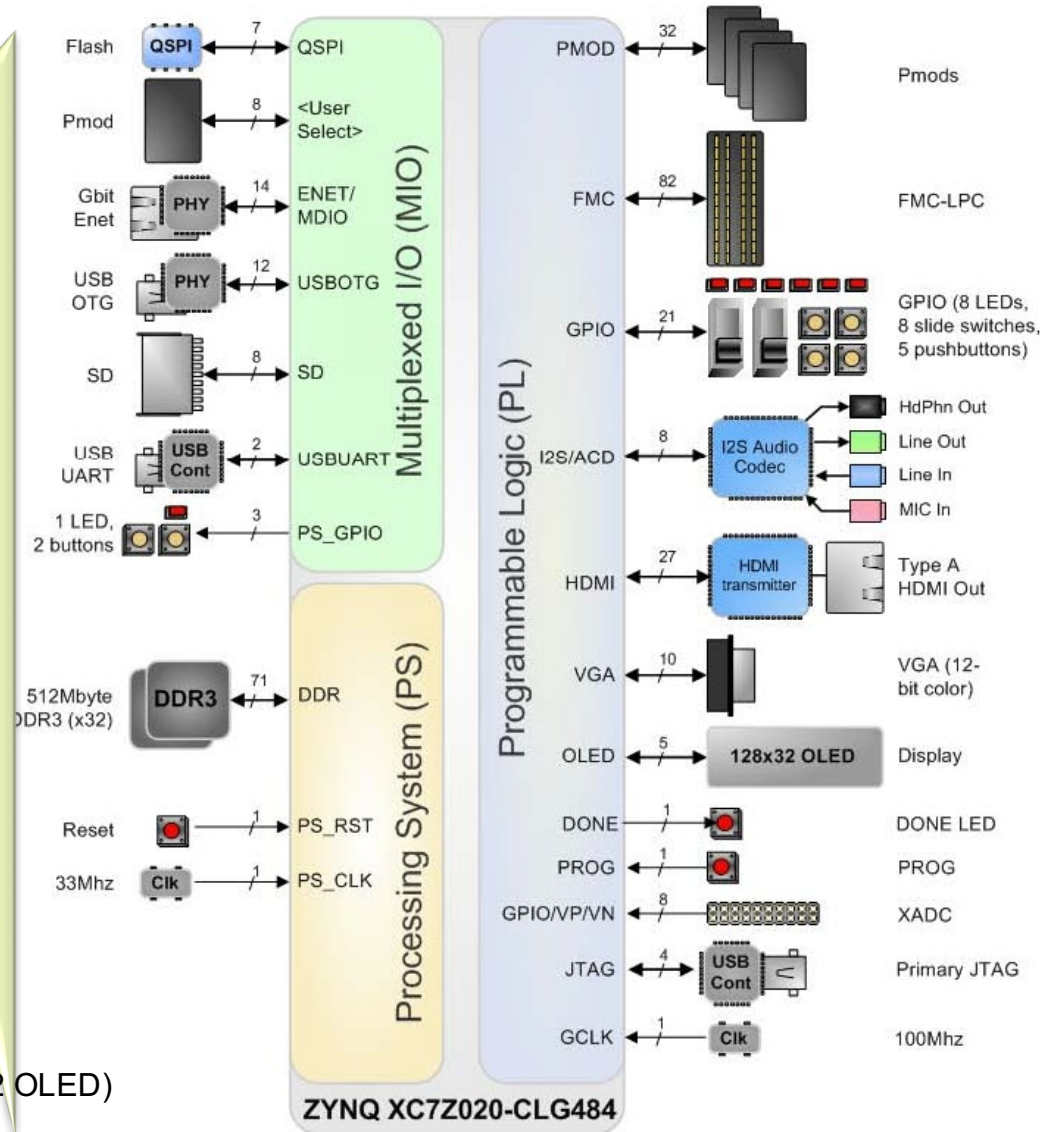 Flash
QSPI
7
QSPI
Pmod
8
<User
Select>
Gbit
Enet
PHY
14
ENET/
MDIO
USB
OTG
PHY
12
USBOTG
SD
8
SD
USB
UART
USB
Cont
2
USBUART
1 LED,
2 buttons
3
PS_GPIO
Multiplexed I/O (MIO)
512Mbyte
DDR3 (x32)
DDR3
71
DDR
Reset
1
PS_RST
33Mhz
Clk
1
PS_CLK
Processing System (PS)
Programmable Logic (PL)
PMOD
32
Pmods
FMC
82
FMC-LPC
GPIO
21
GPIO (8 LEDs,
8 slide switches,
5 pushbuttons)
I2S/ACD
8
I2S Audio
Codec
HdPhn Out
Line Out
Line In
MIC In
HDMI
27
HDMI
transmitter
Type A
HDMI Out
VGA
10
VGA (12-
bit color)
OLED
5
128x32 OLED
Display
DONE
1
DONE LED
PROG
1
PROG
GPIO/VP/VN
8
XADC
JTAG
4
USB
Cont
Primary JTAG
GCLK
1
Clk
100Mhz
OLED)
ZYNQ XC7Z020-CLG484